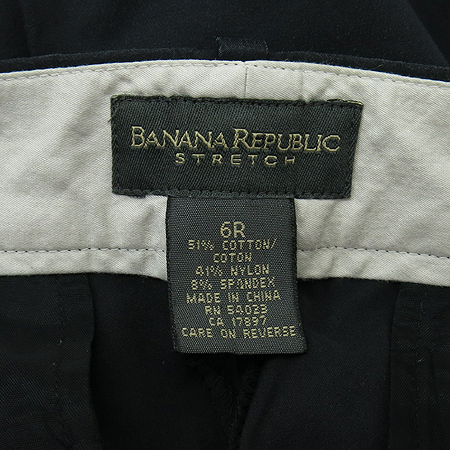 BANANA REPUBLIC
STRETCH
6R
51% COTTON/
COTON
41% NYLON
8% SPANDEX
MADE IN CHINA
RN 54023
CA 17897
CARE ON REVERSE